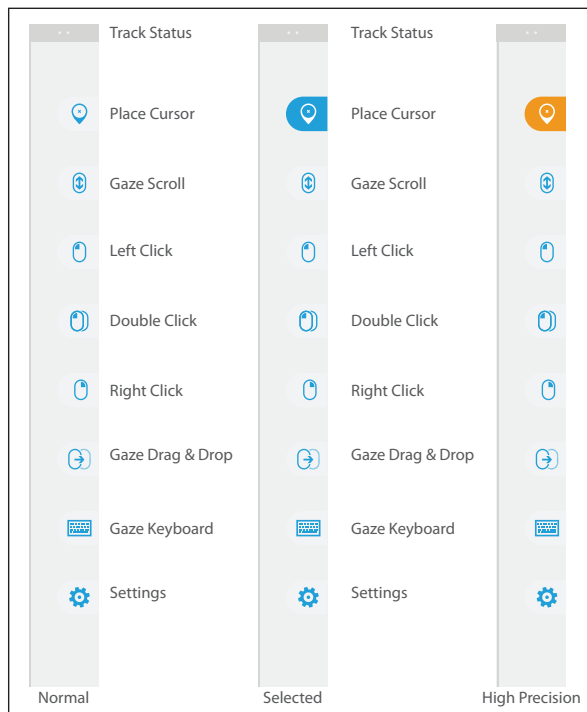 Track Status
Place Cursor
Gaze Scroll
Left Click
Double Click
Right Click
Gaze Drag & Drop
Gaze Keyboard
Settings
Normal
Track Status
Place Cursor
Gaze Scroll
Left Click
Double Click
Right Click
Gaze Drag & Drop
Gaze Keyboard
Settings
Selected
High Precision